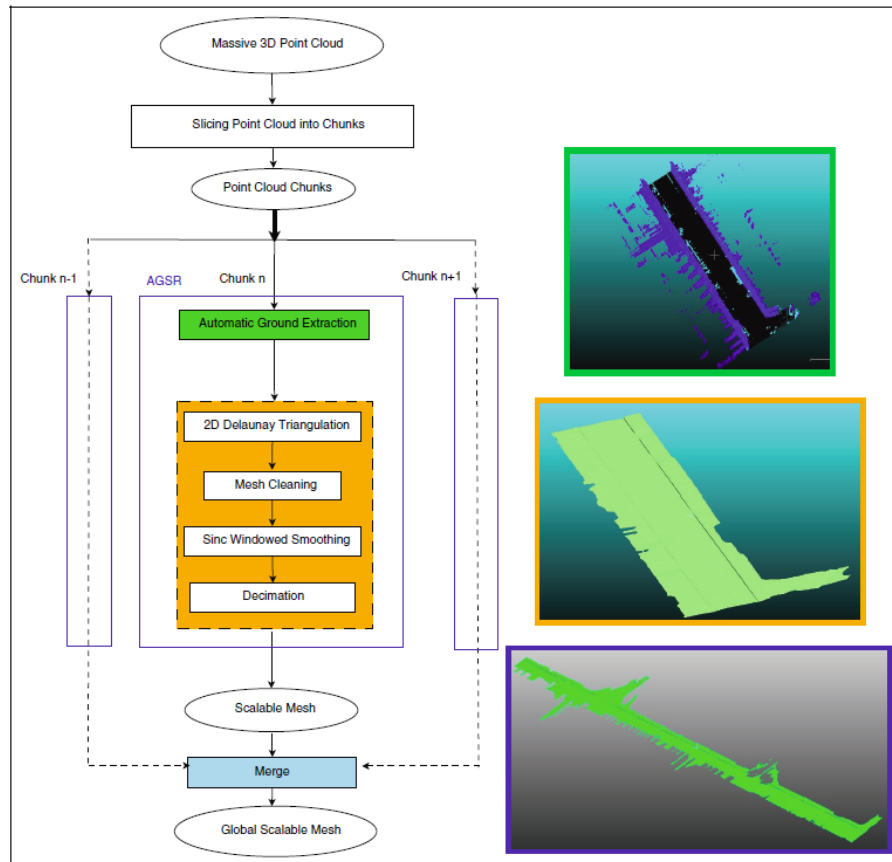 Massive 3D Point Cloud
Slicing Point Cloud into Chunks
Point Cloud Chunks
Chunk n-1
AGSR
Chunk n
Chunk n+1
Automatic Ground Extraction
2D Delaunay Triangulation
Mesh Cleaning
Sinc Windowed Smoothing
Decimation
Scalable Mesh
Merge
Global Scalable Mesh